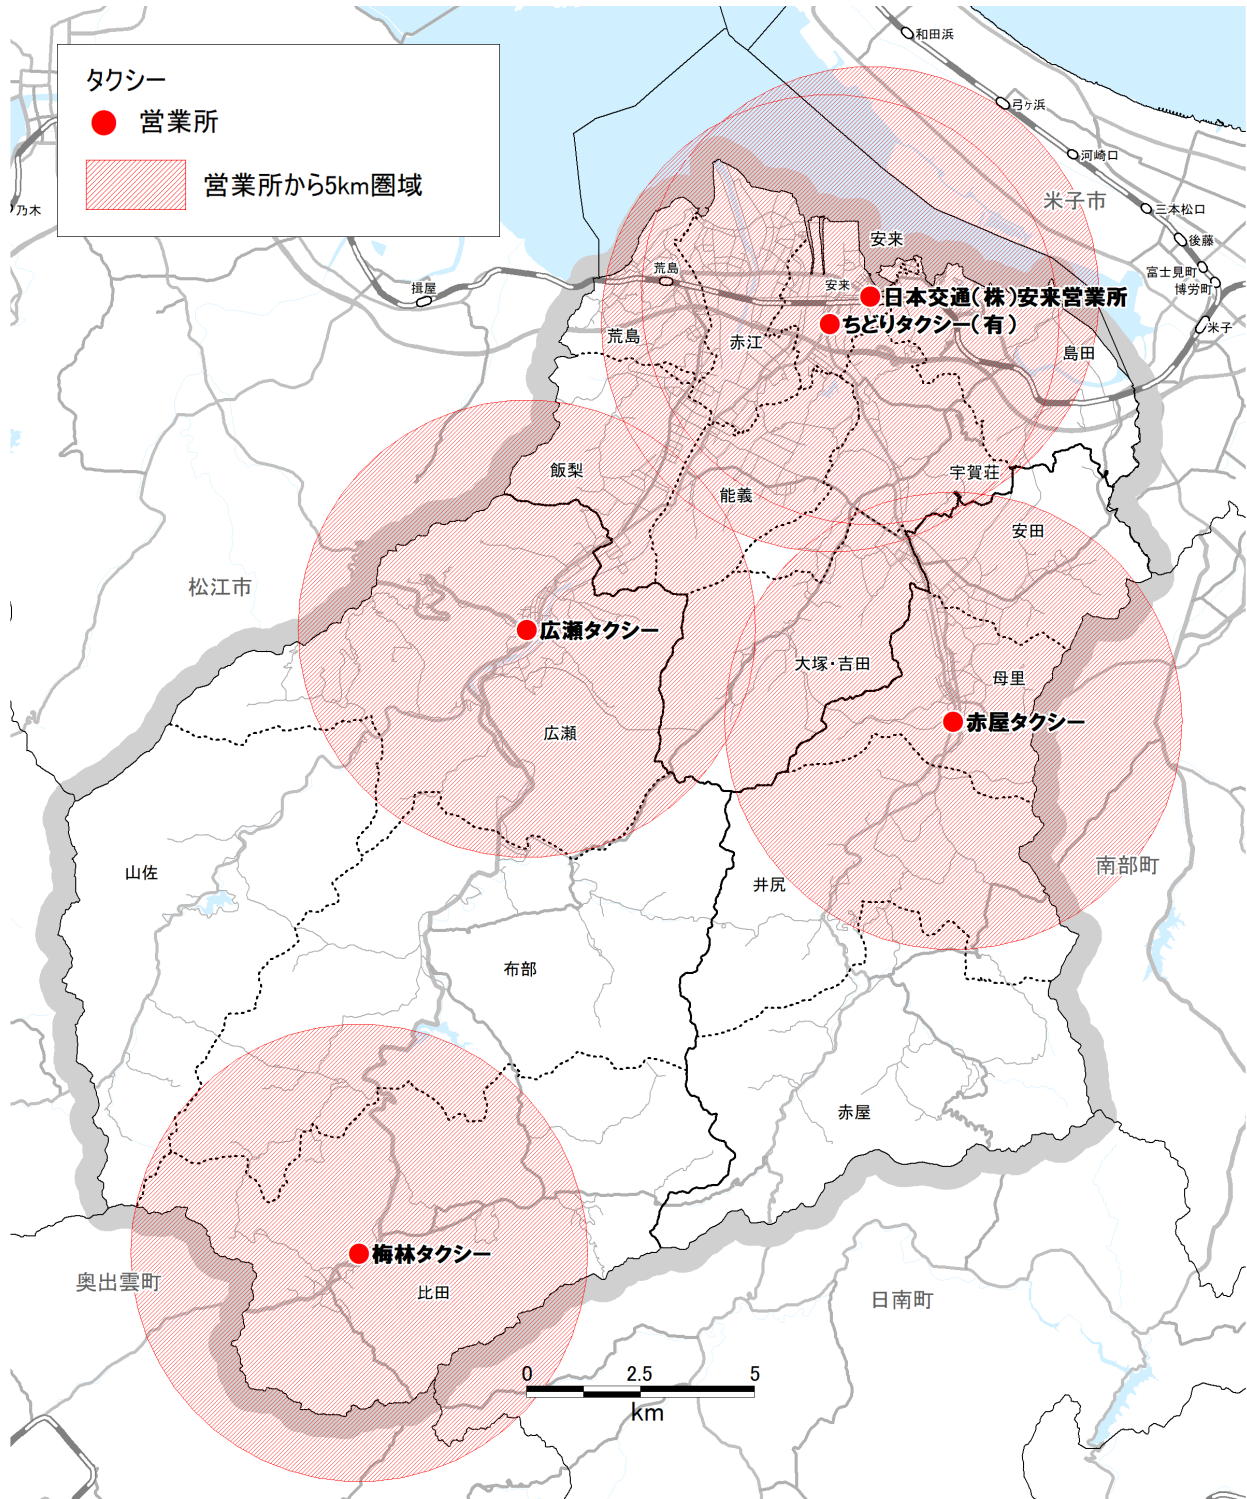 タクシー
営業所
営業所から5km圏域
和田浜
弓ヶ浜
河崎口
米子市
三本松口
後藤
富士見町
博労町
米子
乃木
揖屋
荒島
安来
安来
日本交通(株)安来営業所
ちどりタクシー(有)
荒島
赤江
島田
飯梨
能義
宇賀荘
安田
松江市
広瀬タクシー
大塚・吉田
母里
赤屋タクシー
広瀬
山佐
井尻
南部町
布部
赤屋
梅林タクシー
奥出雲町
比田
日南町
0 2.5 5
km